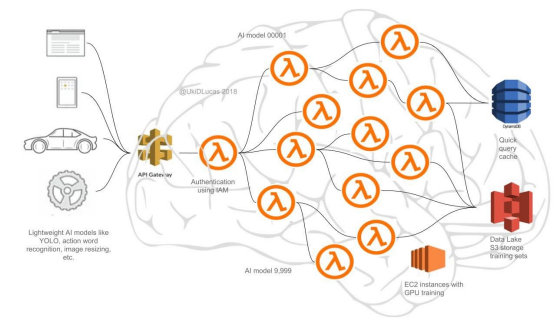 AI model 00001
@UkiDLucas 2018
DynamoDB
Quick
query
cache
API Gateway
Authentication
using IAM
Lightweight AI models like
YOLO, action word
recognition, image resizing,
etc.
Data Lake
S3 storage
training sets
AI model 9,999
EC2 instances with
GPU training